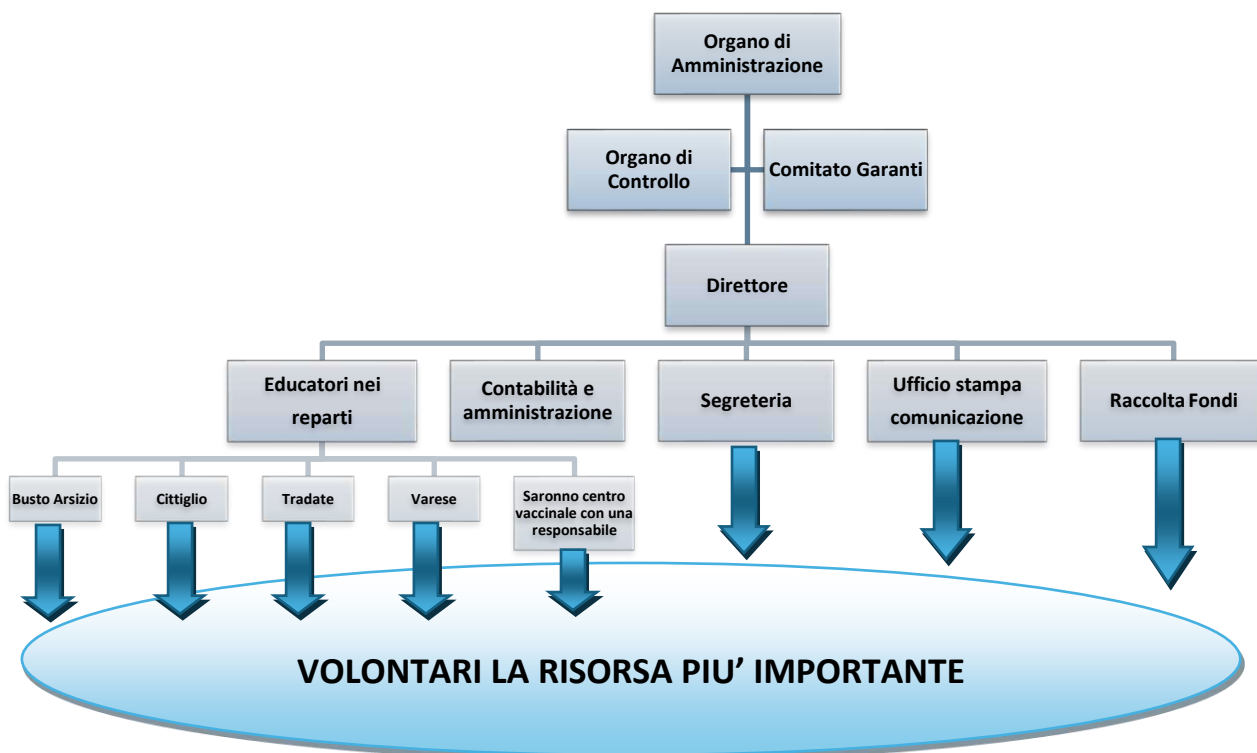 Organo di
Amministrazione
Organo di
Controllo
Comitato Garanti
Direttore
Educatori nei
reparti
Contabilità e
amministrazione
Segreteria
Ufficio stampa
comunicazione
Raccolta Fondi
Busto Arsizio
Cittiglio
Tradate
Varese
Saronno centro
vaccinale con una
responsabile
VOLONTARI LA RISORSA PIU’ IMPORTANTE